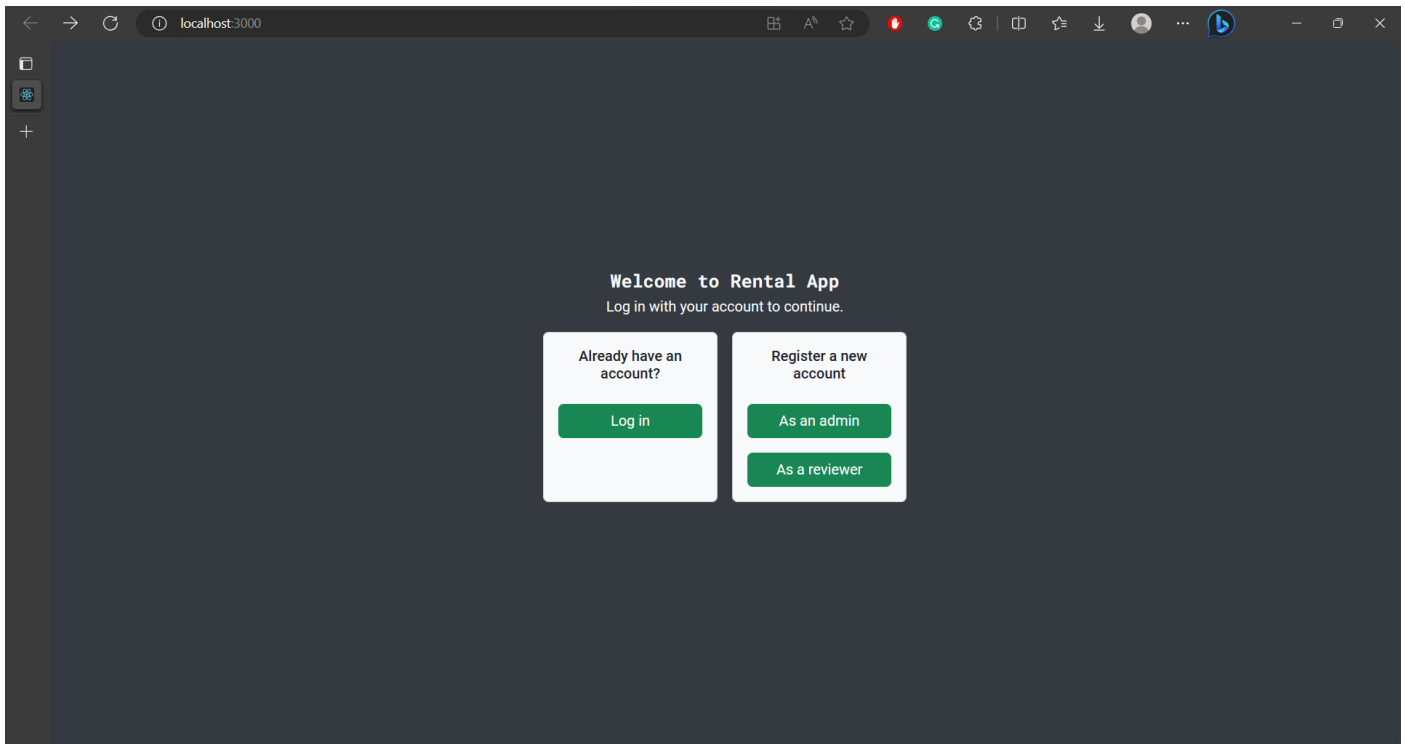 localhost:3000
Welcome to Rental App
Log in with your account to continue.
Already have an
account?
Log in
Register a new
account
As an admin
As a reviewer